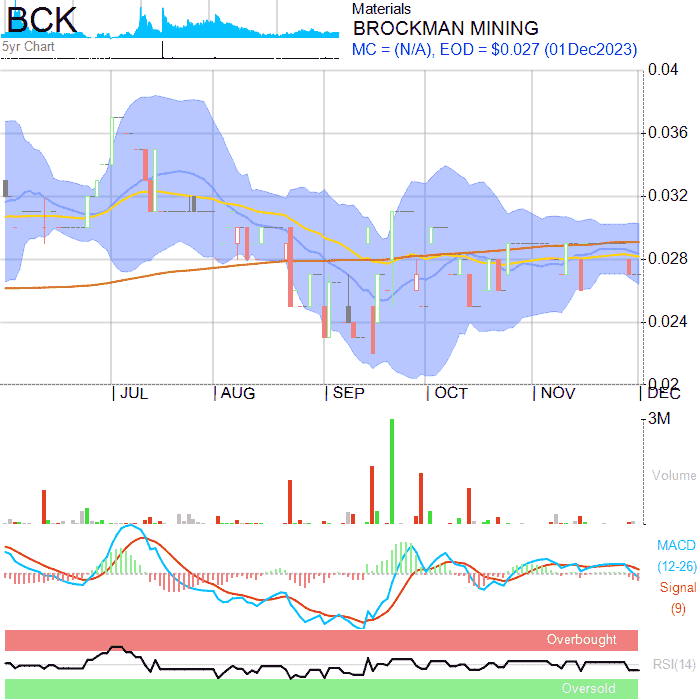 BCK
5yr Chart
Materials
BROCKMAN MINING
MC = (N/A), EOD = $0.027 (01Dec2023)
0.04
0.036
0.032
0.028
0.024
0.02
JUL
AUG
SEP
OCT
NOV
DEC
3M
Volume
MACD
(12-26)
Signal
(9)
Overbought
RSI(14)
Oversold